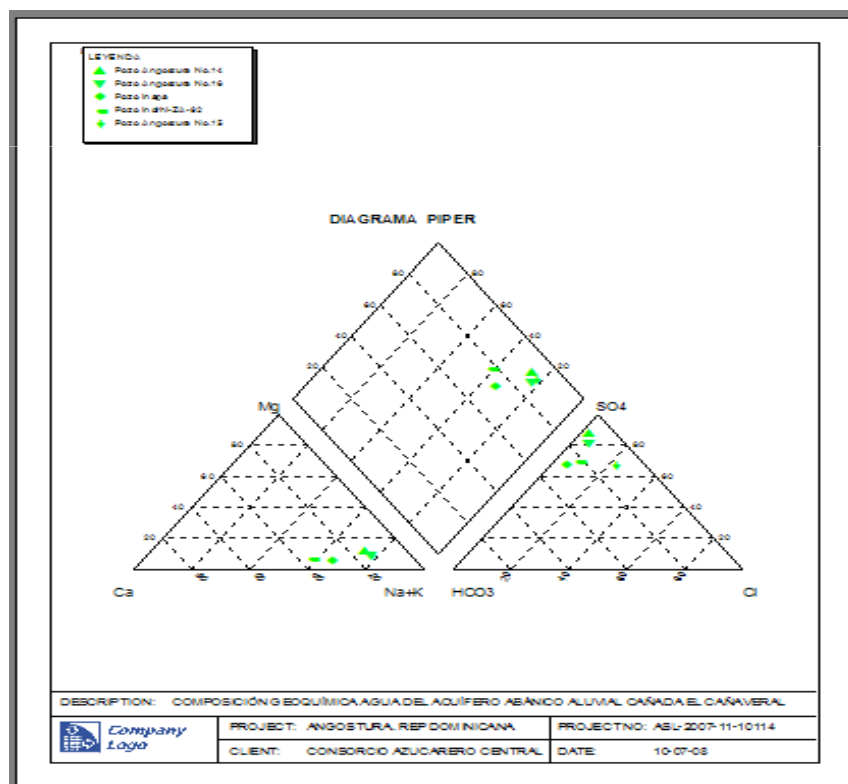 LEYENDA
Pozo Angostura No.14
Pozo Angostura No.16
Pozo Inapa
Pozo Indrhi-ZA-92
Pozo Angostura No.15
DIAGRAMA PIPER
80 80
60 60
40 40
20 20
Mg SO4
80 80
60 60
40 40
20 20
Ca Na+K HCO3 Cl
DESCRIPTION: COMPOSICIÓN GEOQUÍMICA AGUA DEL ACUÍFERO ABÁNICO ALUVIAL CAÑADA EL CAÑAVERAL
Company
Logo
PROJECT: ANGOSTURA. REP DOMINICANA PROJECT NO: ASL-2007-11-10114
CLIENT: CONSORCIO AZUCARERO CENTRAL DATE: 10-07-08